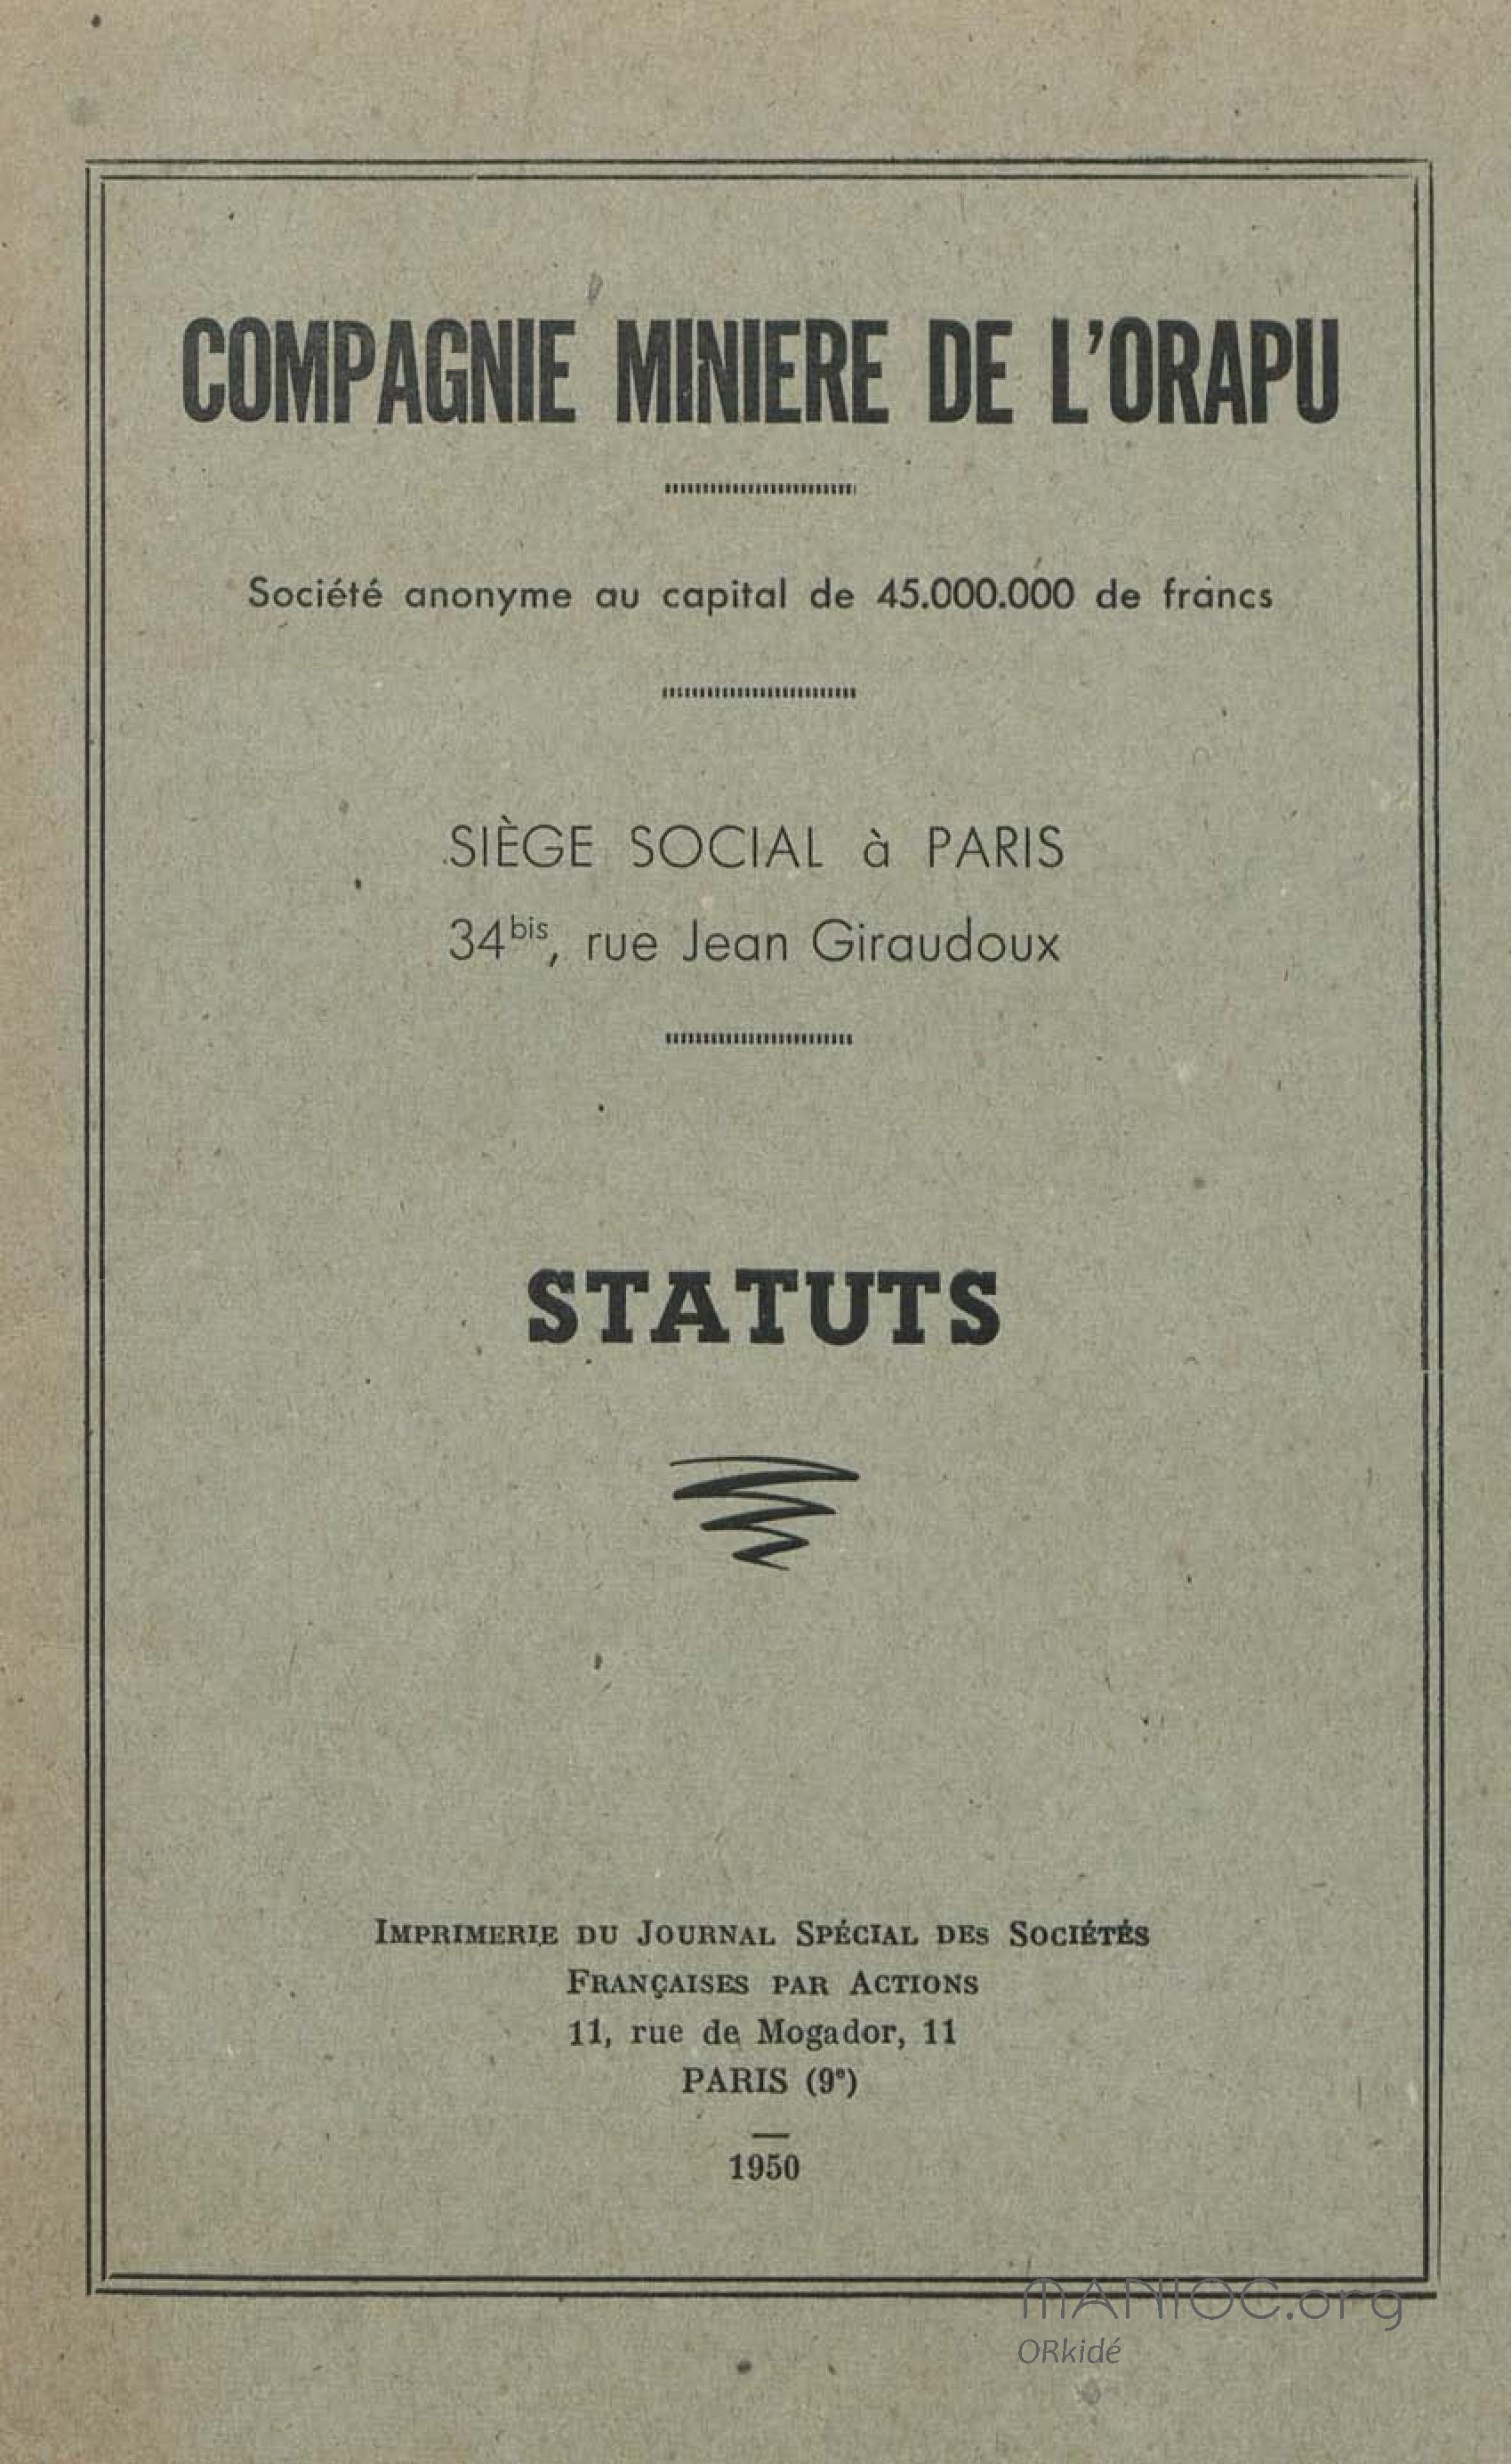 COMPAGNIE MINIERE DE L'ORAPU
Société anonyme au capital de 45.000.000 de francs
SIÈGE SOCIAL à PARIS
34bis, rue Jean Giraudoux
STATUTS
IMPRIMERIE DU JOURNAL SPÉCIAL DES SOCIÉTÉS
FRANÇAISES PAR ACTIONS
11, rue de Mogador, 11
PARIS (9e)
1950
MANIOC.org
ORkidé